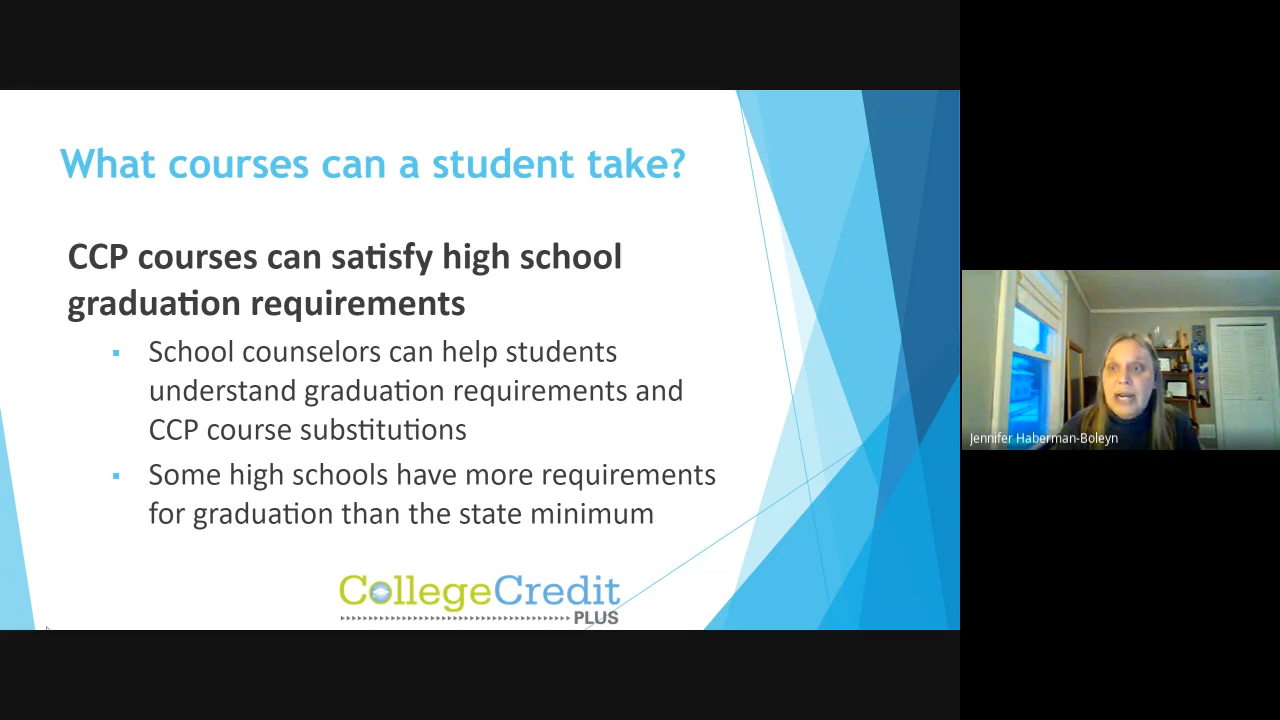 What courses can a student take?
CCP courses can satisfy high school
graduation requirements
School counselors can help students
understand graduation requirements and
CCP course substitutions
Some high schools have more requirements
for graduation than the state minimum
CollegeCredit
PLUS
Jennifer Haberman-Boleyn